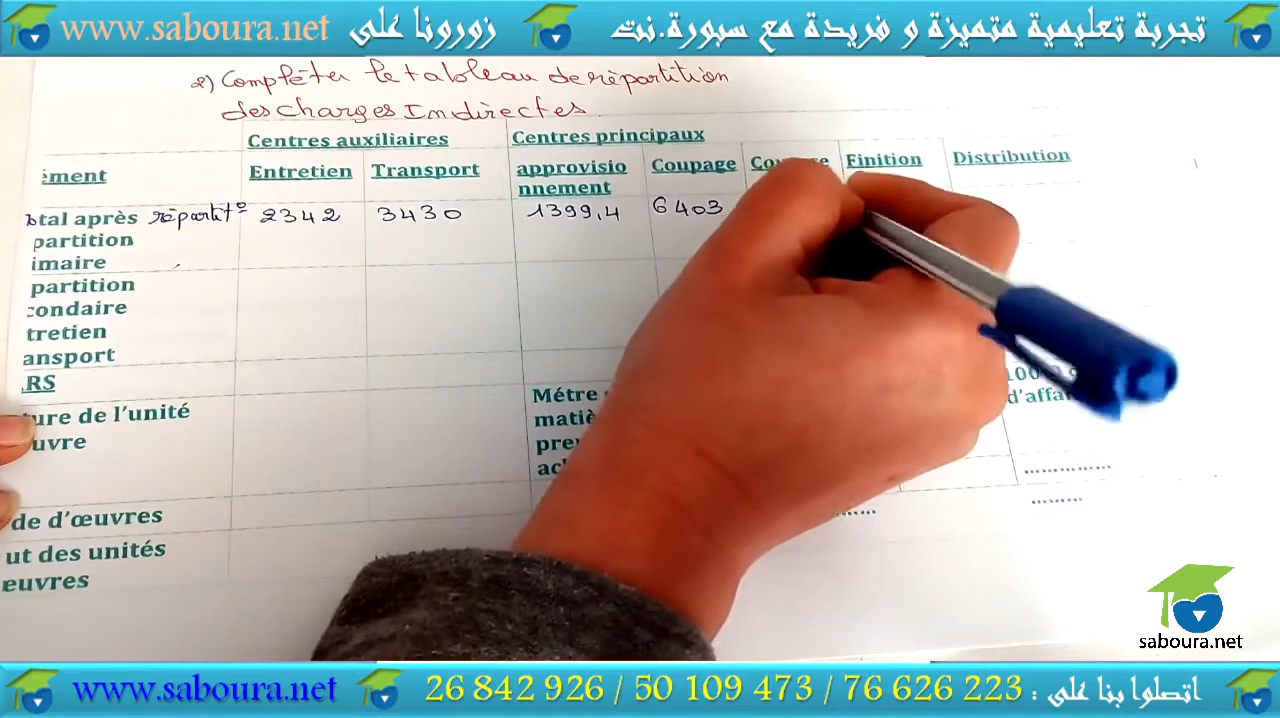 www.saboura.net زورونا على تجربة تعليمية متميزة و فريدة مع سبورة.نت
2) Compléter le tableau de répartition
des charges Indirectes.
Centres auxiliaires Centres principaux
ément Entretien Transport approvisio Coupage Finition Distribution
nnement
otal après répartit° 2342 3430 1399,4 6403
partition
imaire
partition
condaire
tretien
ansport
RS
ure de l'unité Métre
uvre matiè
pre
ac
100
d'affa
....................
............
de d'œuvres
ut des unités
œuvres
saboura.net
www.saboura.net 26 842 926 / 50 109 473 / 76 626 223 : اتصلوا بنا على